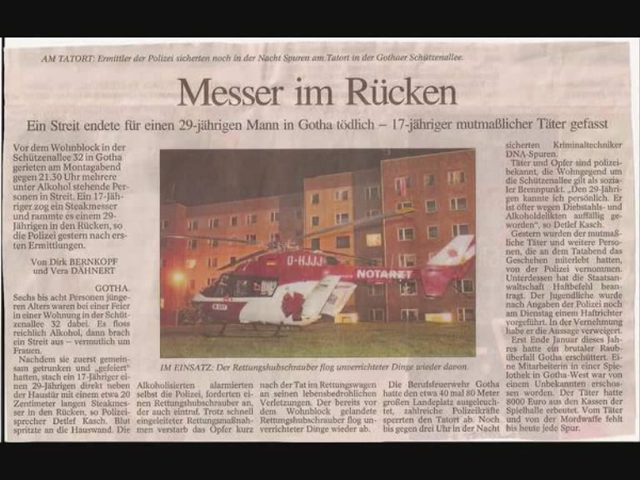 AM TATORT: Ermittler der Polizei sicherten noch in der Nacht Spuren am Tatort in der Gothaer Schützenallee.
Messer im Rücken
Ein Streit endete für einen 29-jährigen Mann in Gotha tödlich – 17-jähriger mutmaßlicher Täter gefasst
Vor dem Wohnblock in der
Schützenallee 32 in Gotha
gerieten am Montagabend
gegen 21.30 Uhr mehrere
unter Alkohol stehende Per-
sonen in Streit. Ein 17-Jäh-
riger zog ein Steakmesser
und rammte es einem 29-
Jährigen in den Rücken, so
die Polizei gestern nach ers-
ten Ermittlungen.
Von Dirk BERNKOPF
und Vera DÄHNERT
GOTHA.
Sechs bis acht Personen jünge-
ren Alters waren bei einer Feier
in einer Wohnung in der Schüt-
zenallee 32 dabei. Es floss
reichlich Alkohol, dann brach
ein Streit aus – vermutlich um
Frauen.
Nachdem sie zuerst gemein-
sam getrunken und „gefeiert“
hatten, stach ein 17-Jähriger ei-
nen 29-Jährigen direkt neben
der Haustür mit einem etwa 20
Zentimeter langen Steakmes-
ser in den Rücken, so Polizei-
sprecher Detlef Kasch. Blut
spritzte an die Hauswand. Die
D-HJJJ
NOTARZT
IM EINSATZ: Der Rettungshubschrauber flog unverrichteter Dinge wieder davon.
Alkoholisierten alarmierten
selbst die Polizei, forderten ei-
nen Rettungshubschrauber an,
der auch eintraf. Trotz schnell
eingeleiteter Rettungsmaßnah-
men verstarb das Opfer kurz
nach der Tat im Rettungswagen
an seinen lebensbedrohlichen
Verletzungen. Der bereits vor
dem Wohnblock gelandete
Rettungshubschrauber flog un-
verrichteter Dinge wieder ab.
Die Berufsfeuerwehr Gotha
hatte den etwa 40 mal 80 Meter
großen Landeplatz ausgeleuch-
tet, zahlreiche Polizeikräfte
sperrten den Tatort ab. Noch
bis gegen drei Uhr in der Nacht
sicherten Kriminaltechniker
DNA-Spuren.
Täter und Opfer sind polizei-
bekannt, die Wohngegend um
die Schützenallee gilt als sozia-
ler Brennpunkt. „Den 29-Jähri-
gen kannte ich persönlich. Er
ist öfter wegen Diebstahls- und
Alkoholdelikten auffällig ge-
worden“, so Detlef Kasch.
Gestern wurden der mutmaß-
liche Täter und weitere Perso-
nen, die an dem Tatabend das
Geschehen miterlebt hatten,
von der Polizei vernommen.
Unterdessen hat die Staatsan-
waltschaft Haftbefehl bean-
tragt. Der Jugendliche wurde
nach Angaben der Polizei noch
am Dienstag einem Haftrichter
vorgeführt. In der Vernehmung
habe er die Aussage verweigert.
Erst Ende Januar dieses Jah-
res hatte ein brutaler Raub-
überfall Gotha erschüttert. Ei-
ne Mitarbeiterin in einer Spie-
lothek in Gotha-West war von
einem Unbekannten erschos-
sen worden. Der Täter hatte
8000 Euro aus den Kassen der
Spielhalle erbeutet. Vom Täter
und von der Mordwaffe fehlt
bis heute jede Spur.